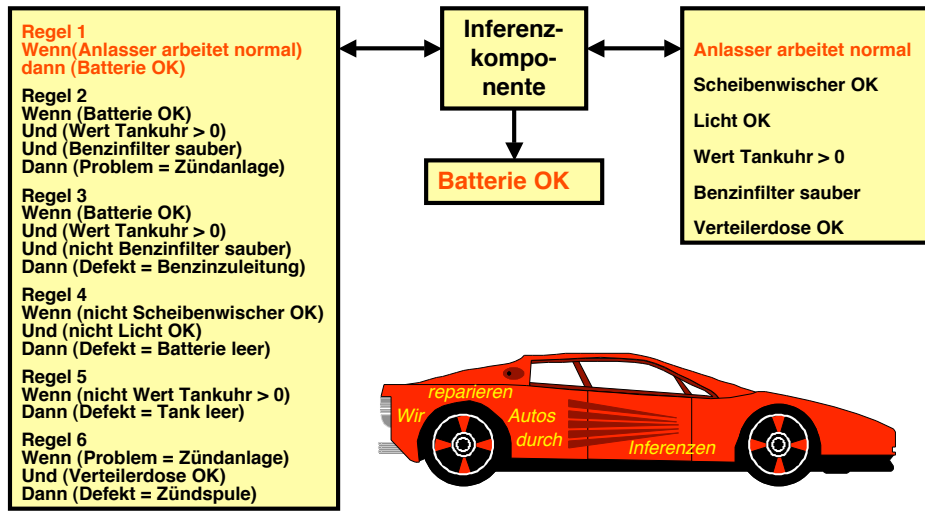 Regel 1
Wenn(Anlasser arbeitet normal)
dann (Batterie OK)
Regel 2
Wenn (Batterie OK)
Und (Wert Tankuhr > 0)
Und (Benzinfilter sauber)
Dann (Problem = Zündanlage)
Regel 3
Wenn (Batterie OK)
Und (Wert Tankuhr > 0)
Und (nicht Benzinfilter sauber)
Dann (Defekt = Benzinzuleitung)
Regel 4
Wenn (nicht Scheibenwischer OK)
Und (nicht Licht OK)
Dann (Defekt = Batterie leer)
Regel 5
Wenn (nicht Wert Tankuhr > 0)
Dann (Defekt = Tank leer)
Regel 6
Wenn (Problem = Zündanlage)
Und (Verteilerdose OK)
Dann (Defekt = Zündspule)
Inferenz-
kompo-
nente
Batterie OK
Anlasser arbeitet normal
Scheibenwischer OK
Licht OK
Wert Tankuhr > 0
Benzinfilter sauber
Verteilerdose OK
Wir
reparieren
Autos
durch
Inferenzen